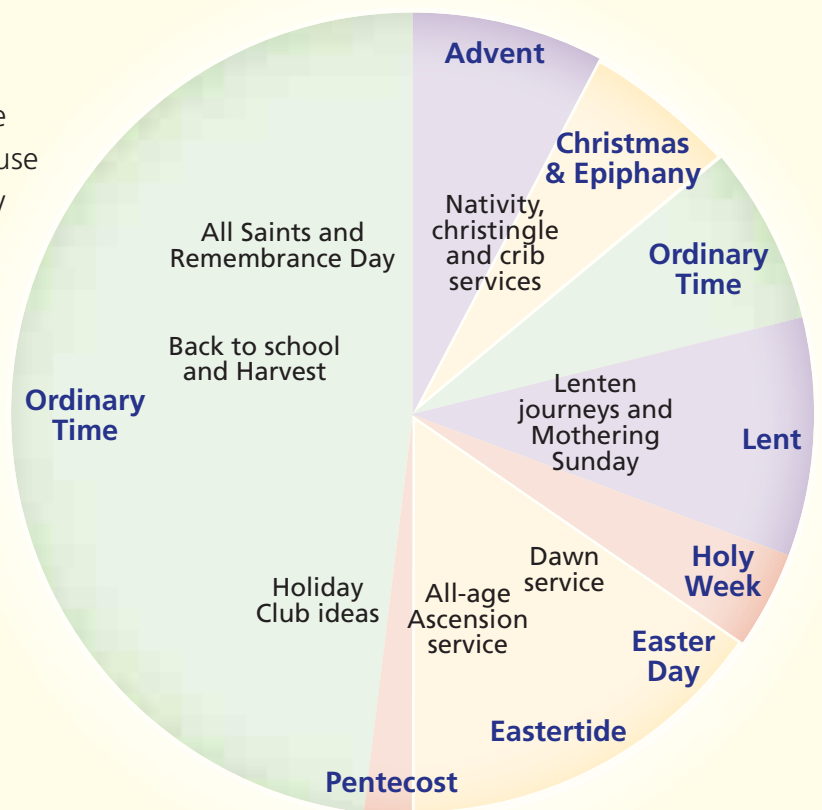 e
use
y
Advent
Christmas
& Epiphany
Nativity,
christingle
and crib
services
Ordinary
Time
Lenten
journeys and
Mothering
Sunday
Lent
Holy
Week
Dawn
service
Easter
Day
All-age
Ascension
service
Eastertide
Pentecost
Holiday
Club ideas
Ordinary
Time
Back to school
and Harvest
All Saints and
Remembrance Day